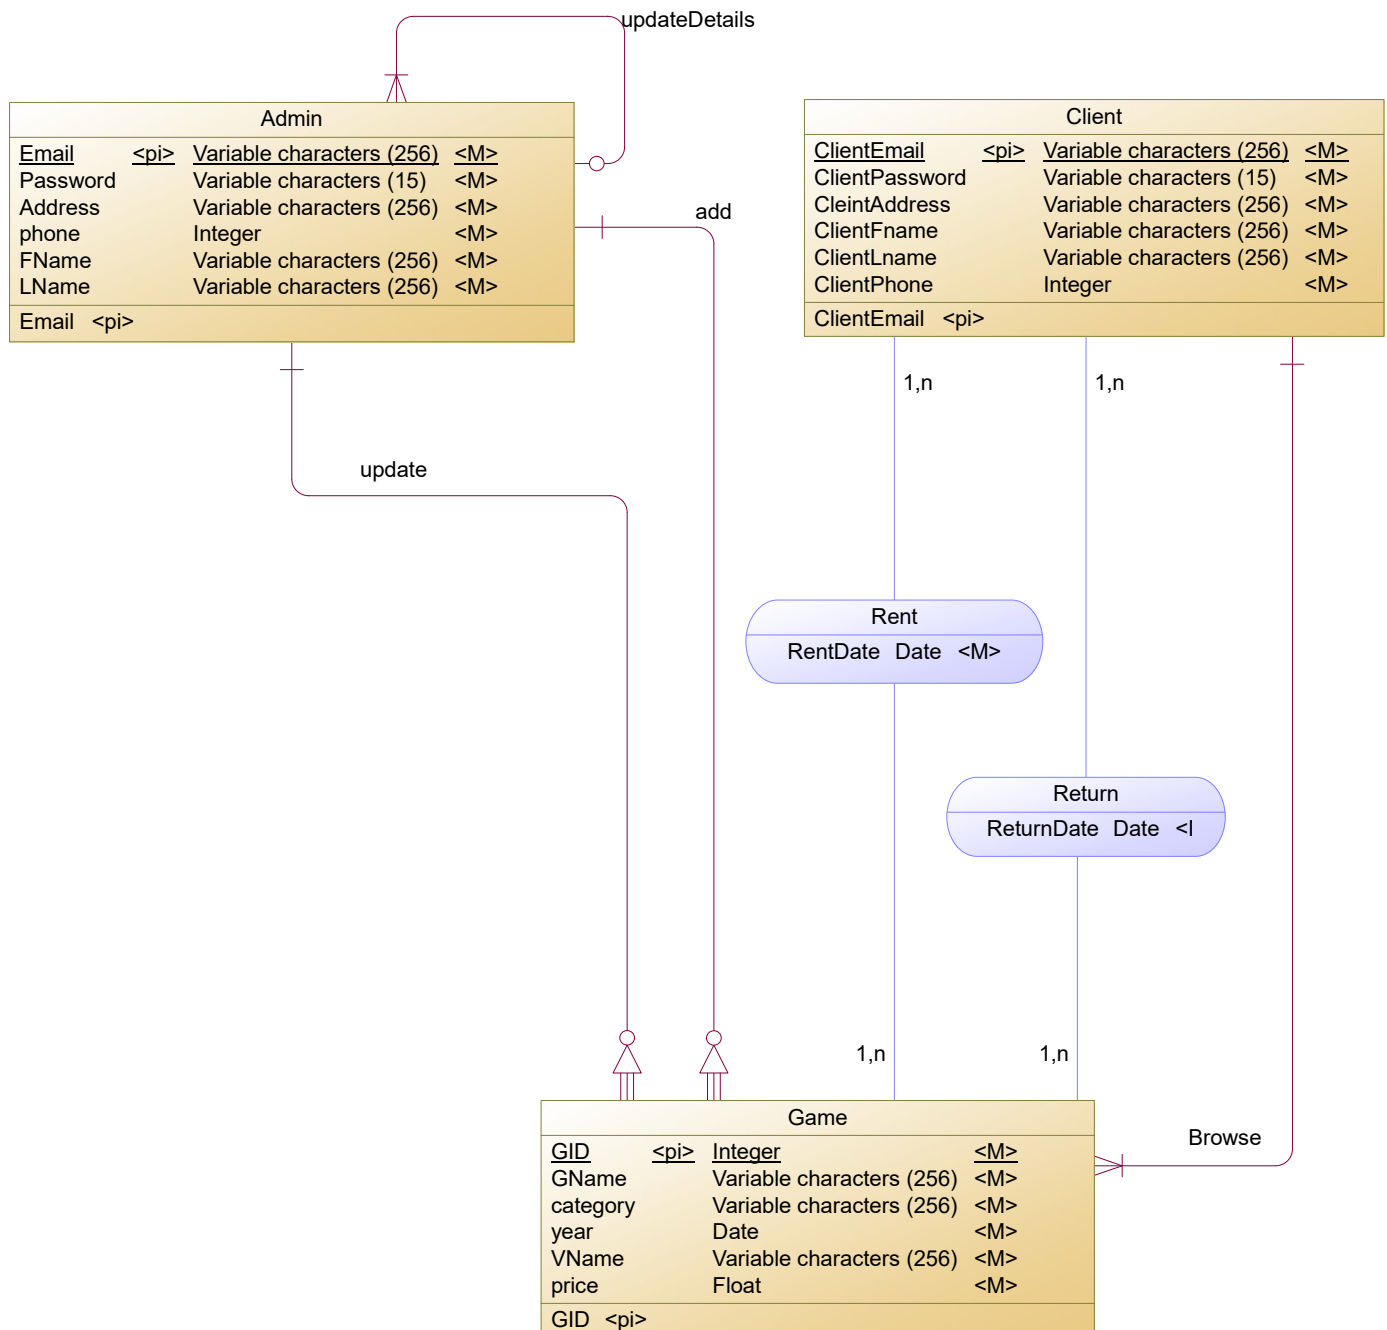 updateDetails
Admin
Email <pi> Variable characters (256) <M>
Password Variable characters (15) <M>
Address Variable characters (256) <M>
phone Integer <M>
FName Variable characters (256) <M>
LName Variable characters (256) <M>
Email <pi>
Client
ClientEmail <pi> Variable characters (256) <M>
ClientPassword Variable characters (15) <M>
CleintAddress Variable characters (256) <M>
ClientFname Variable characters (256) <M>
ClientLname Variable characters (256) <M>
ClientPhone Integer <M>
ClientEmail <pi>
add
1,n
1,n
update
Rent
RentDate Date <M>
Return
ReturnDate Date <I
1,n
1,n
Browse
Game
GID <pi> Integer <M>
GName Variable characters (256) <M>
category Variable characters (256) <M>
year Date <M>
VName Variable characters (256) <M>
price Float <M>
GID <pi>